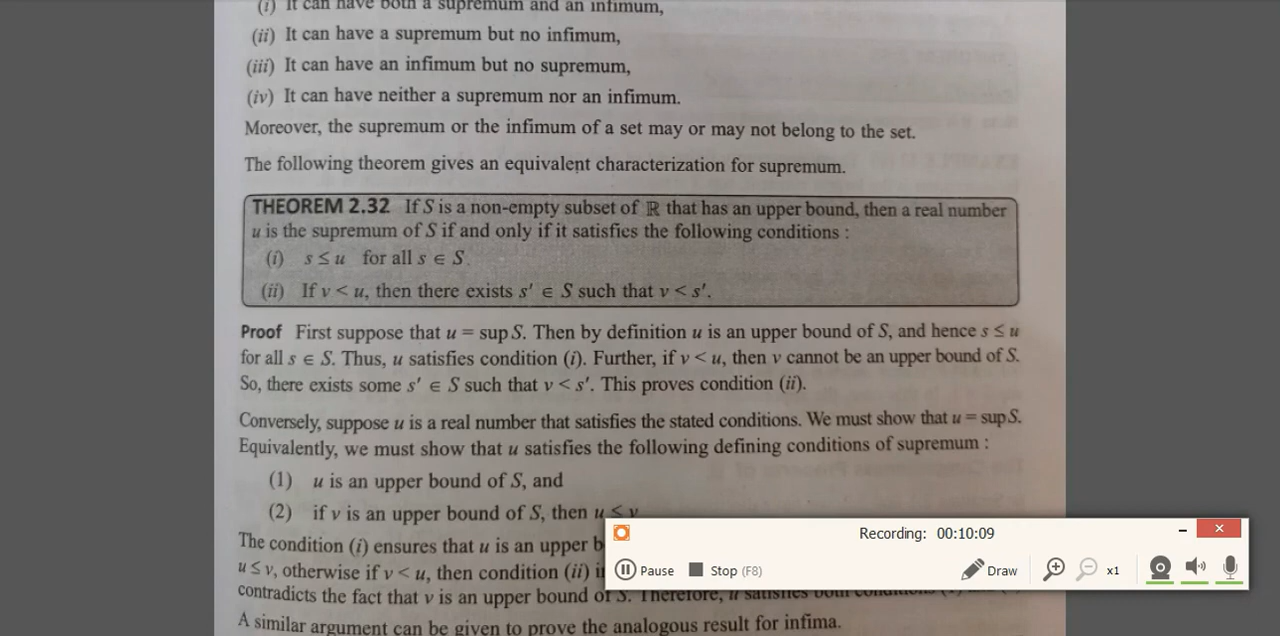 (i) It can have both a supremum and an infimum,
(ii) It can have a supremum but no infimum,
(iii) It can have an infimum but no supremum,
(iv) It can have neither a supremum nor an infimum.
Moreover, the supremum or the infimum of a set may or may not belong to the set.
The following theorem gives an equivalent characterization for supremum.
THEOREM 2.32 If S is a non-empty subset of ℝ that has an upper bound, then a real number
u is the supremum of S if and only if it satisfies the following conditions :
(i) s ≤ u for all s ∈ S.
(ii) If v < u, then there exists s′ ∈ S such that v < s′.
Proof First suppose that u = sup S. Then by definition u is an upper bound of S, and hence s ≤ u
for all s ∈ S. Thus, u satisfies condition (i). Further, if v < u, then v cannot be an upper bound of S.
So, there exists some s′ ∈ S such that v < s′. This proves condition (ii).
Conversely, suppose u is a real number that satisfies the stated conditions. We must show that u = sup S.
Equivalently, we must show that u satisfies the following defining conditions of supremum :
(1) u is an upper bound of S, and
(2) if v is an upper bound of S, then u ≤ v
The condition (i) ensures that u is an upper b
u ≤ v, otherwise if v < u, then condition (ii) i
contradicts the fact that v is an upper bound of S. Therefore, u satisfies both conditions
A similar argument can be given to prove the analogous result for infima.
Recording: 00:10:09
Pause Stop (F8) Draw x1